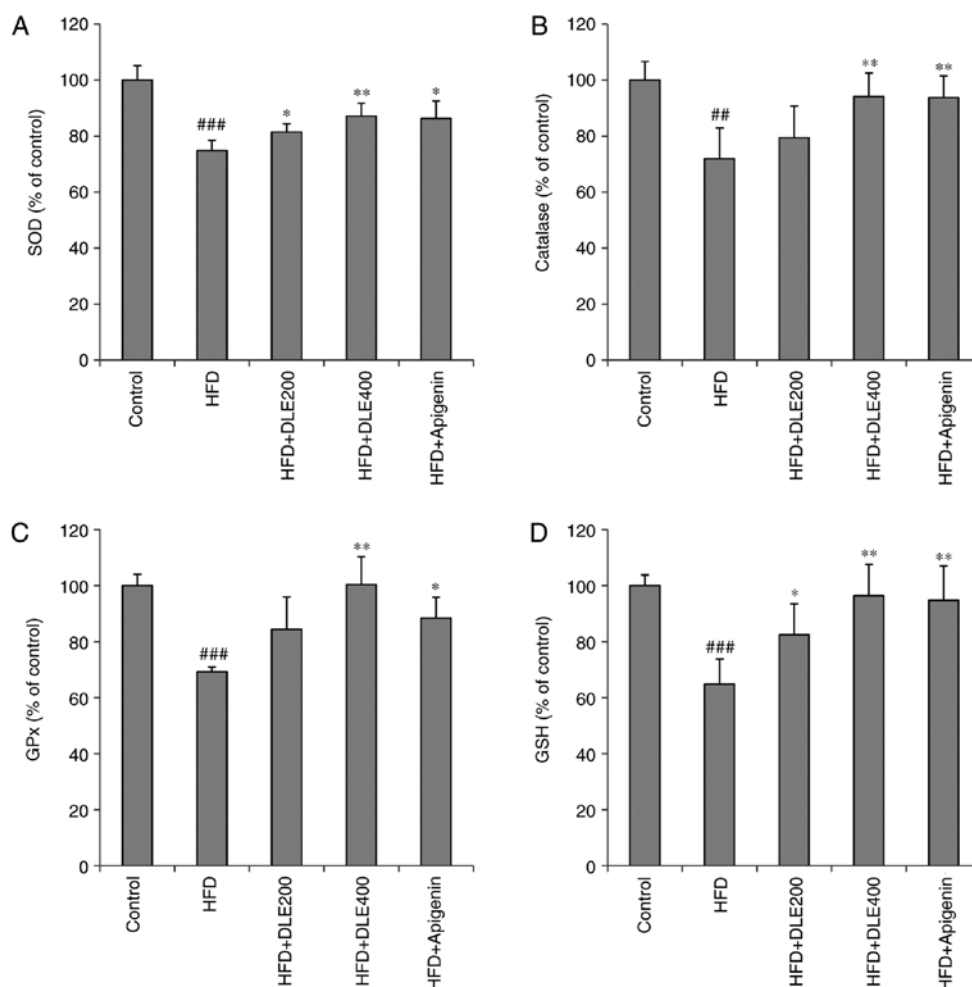 A
120
100
80
60
40
20
0
SOD (% of control)
###
*
**
*
Control
HFD
HFD+DLE200
HFD+DLE400
HFD+Apigenin
B
120
100
80
60
40
20
0
Catalase (% of control)
##
**
**
Control
HFD
HFD+DLE200
HFD+DLE400
HFD+Apigenin
C
120
100
80
60
40
20
0
GPx (% of control)
###
**
*
Control
HFD
HFD+DLE200
HFD+DLE400
HFD+Apigenin
D
120
100
80
60
40
20
0
GSH (% of control)
###
*
**
**
Control
HFD
HFD+DLE200
HFD+DLE400
HFD+Apigenin